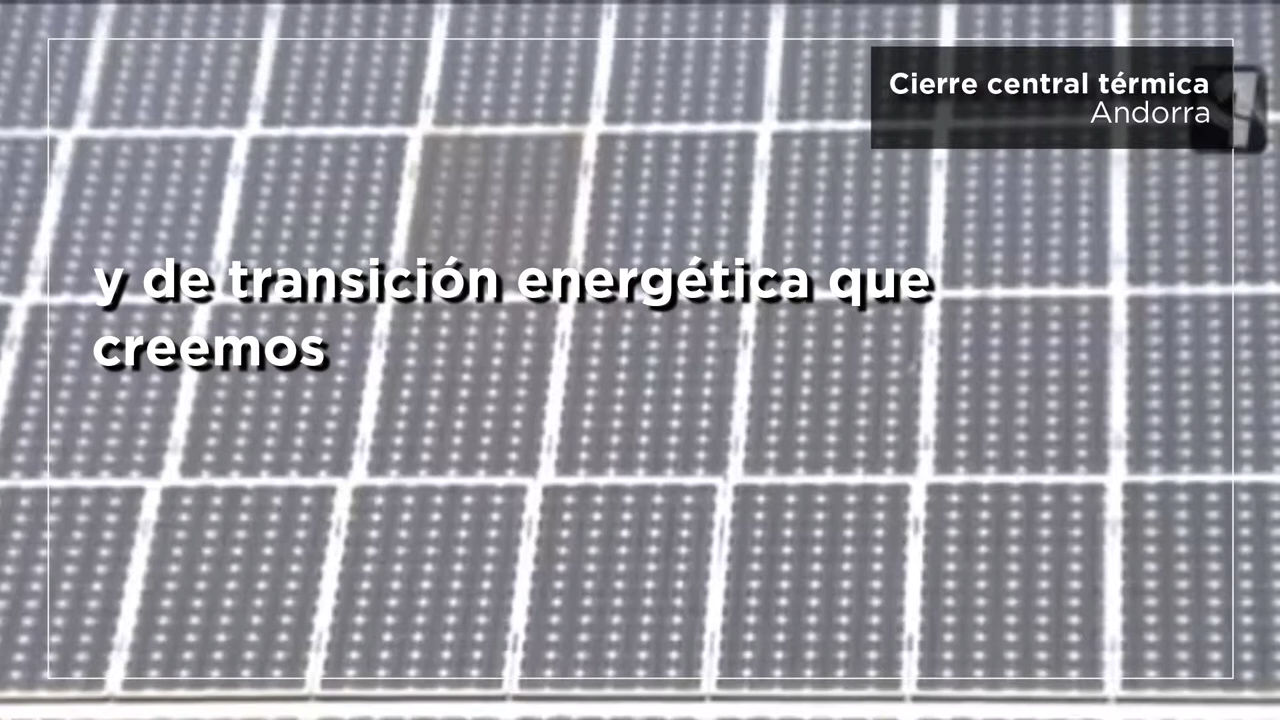 Cierre central térmica
Andorra
y de transición energética que
creemos